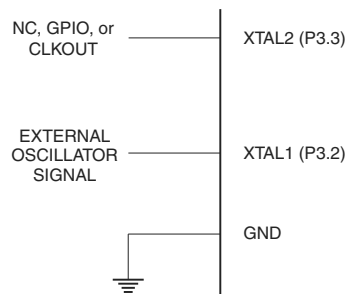 NC, GPIO, or
CLKOUT
XTAL2 (P3.3)
EXTERNAL
OSCILLATOR
SIGNAL
XTAL1 (P3.2)
GND